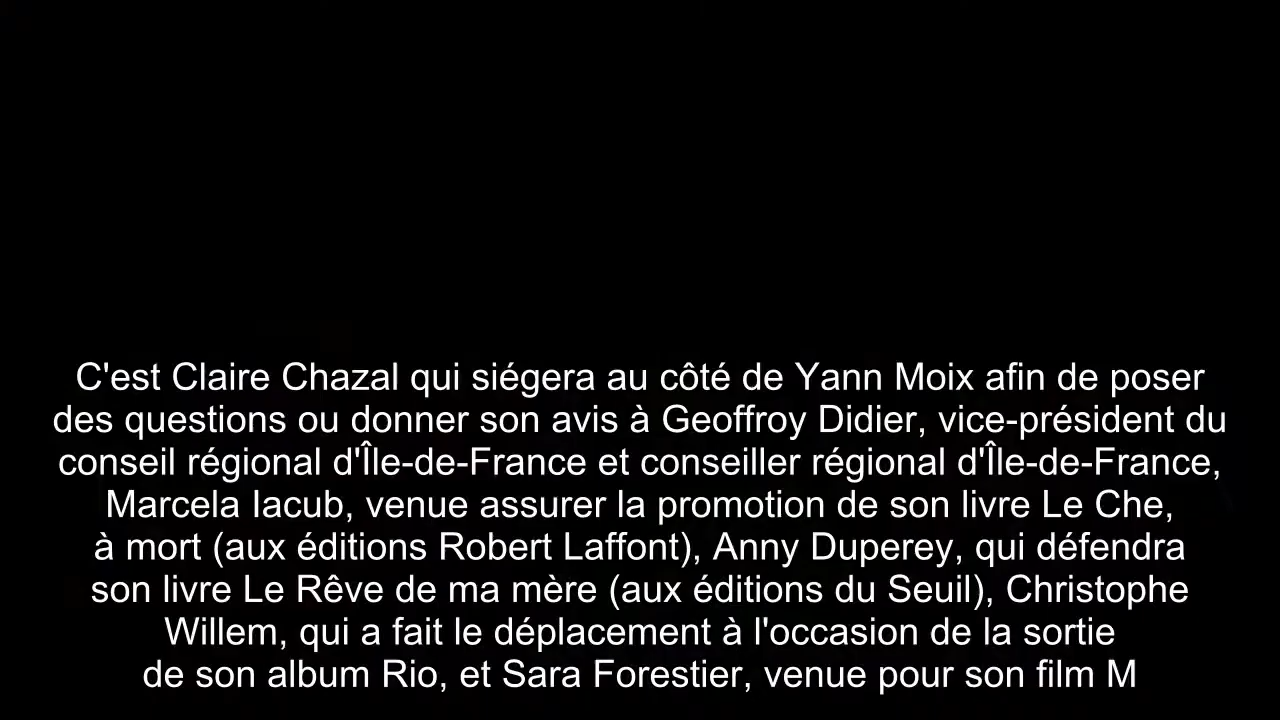 C'est Claire Chazal qui siégera au côté de Yann Moix afin de poser
des questions ou donner son avis à Geoffroy Didier, vice-président du
conseil régional d'Île-de-France et conseiller régional d'Île-de-France,
Marcela Iacub, venue assurer la promotion de son livre Le Che,
à mort (aux éditions Robert Laffont), Anny Duperey, qui défendra
son livre Le Rêve de ma mère (aux éditions du Seuil), Christophe
Willem, qui a fait le déplacement à l'occasion de la sortie
de son album Rio, et Sara Forestier, venue pour son film M